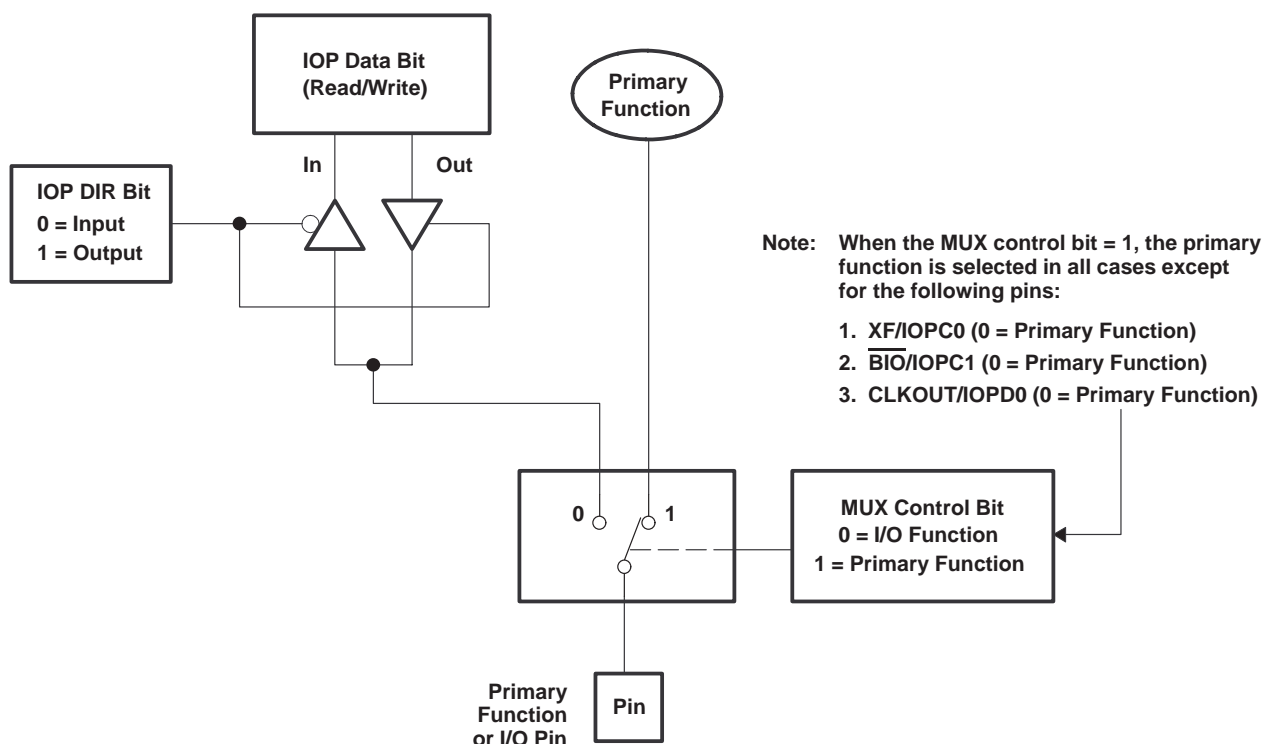 IOP Data Bit
(Read/Write)
Primary
Function
In
Out
IOP DIR Bit
0 = Input
1 = Output
Note: When the MUX control bit = 1, the primary
function is selected in all cases except
for the following pins:
1. XF/IOPC0 (0 = Primary Function)
2. B̅I̅O̅/IOPC1 (0 = Primary Function)
3. CLKOUT/IOPD0 (0 = Primary Function)
0
1
MUX Control Bit
0 = I/O Function
1 = Primary Function
Primary
Function
or I/O Pin
Pin